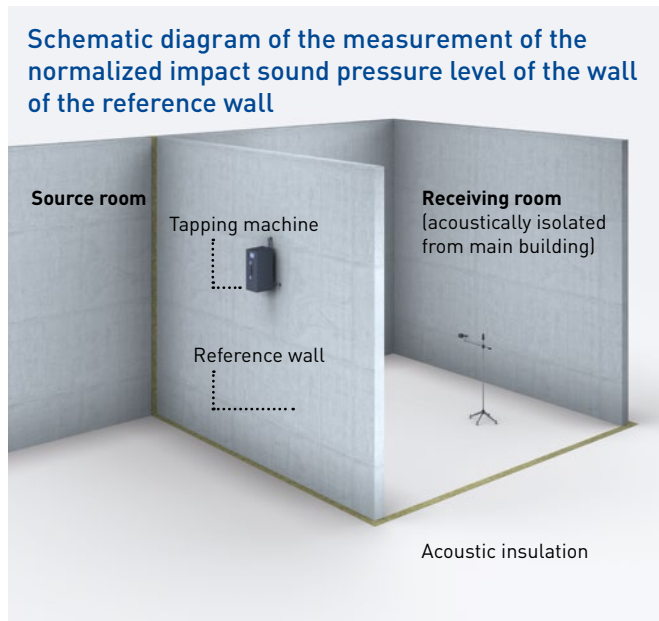 Schematic diagram of the measurement of the
normalized impact sound pressure level of the wall
of the reference wall
Source room
Tapping machine
Receiving room
(acoustically isolated
from main building)
Reference wall
Acoustic insulation